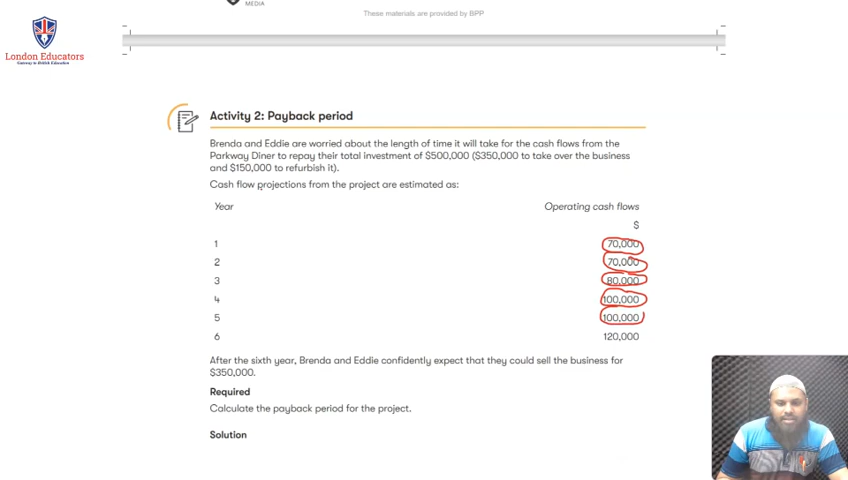 MEDIA
These materials are provided by BPP
London Educators
Gateway to British Education
Activity 2: Payback period
Brenda and Eddie are worried about the length of time it will take for the cash flows from the
Parkway Diner to repay their total investment of $500,000 ($350,000 to take over the business
and $150,000 to refurbish it).
Cash flow projections from the project are estimated as:
Year Operating cash flows
$
1 70,000
2 70,000
3 80,000
4 100,000
5 100,000
6 120,000
After the sixth year, Brenda and Eddie confidently expect that they could sell the business for
$350,000.
Required
Calculate the payback period for the project.
Solution